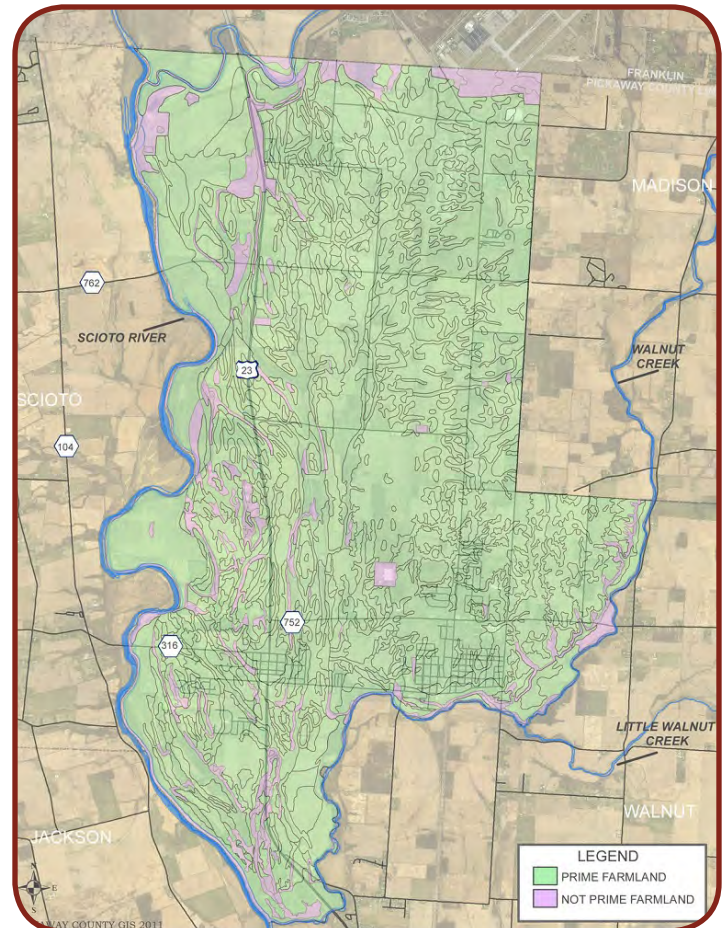 FRANKLIN
PICKAWAY COUNTY
MADISON
762
SCIOTO RIVER
WALNUT
CREEK
23
SCIOTO
104
752
316
LITTLE WALNUT
CREEK
WALNUT
JACKSON
LEGEND
PRIME FARMLAND
NOT PRIME FARMLAND
N
E
S
AWAY COUNTY GIS 2011